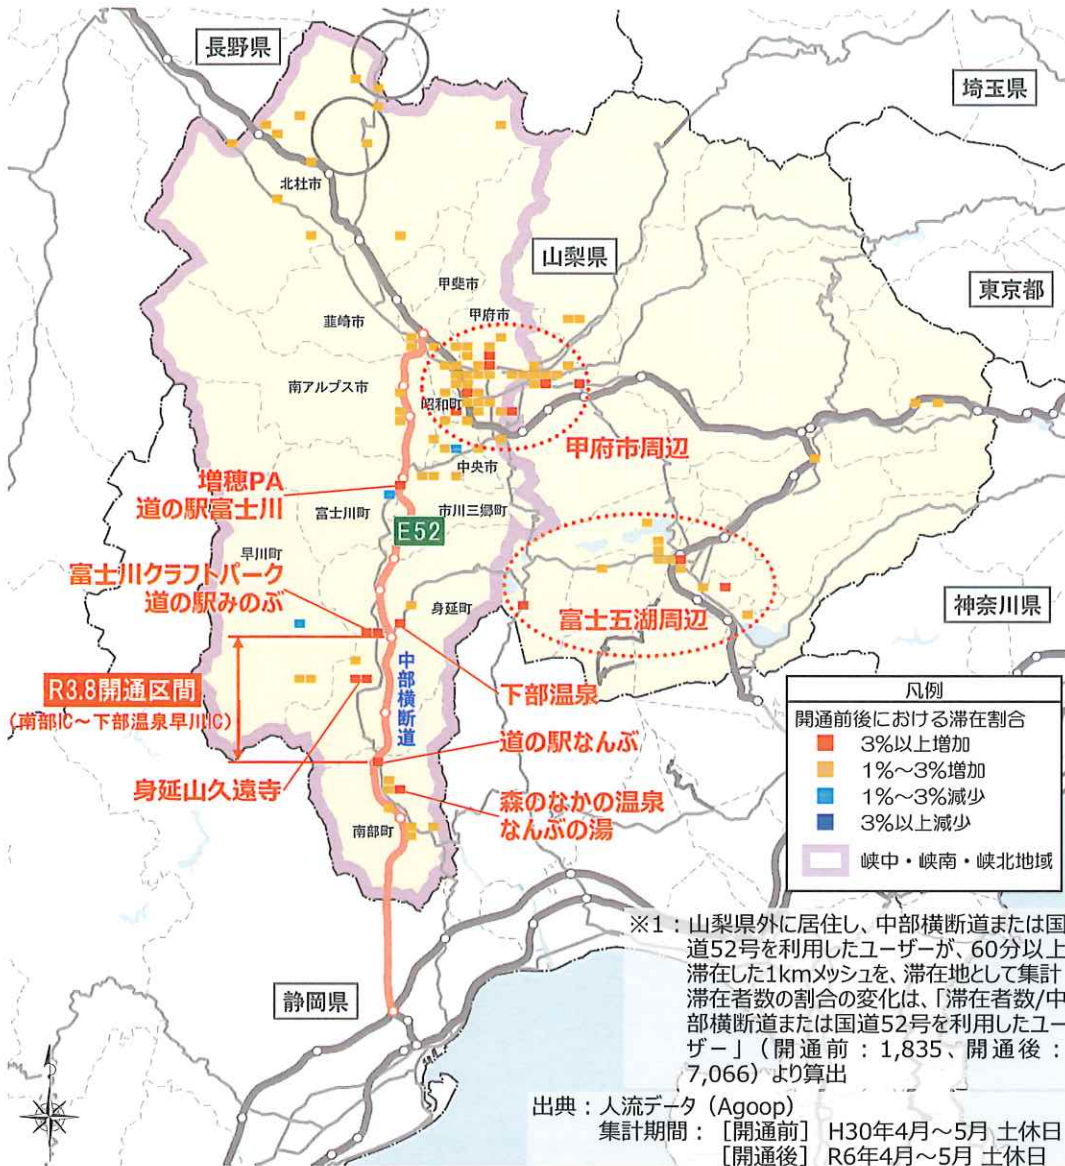 長野県
埼玉県
北杜市
山梨県
東京都
甲斐市
韮崎市
甲府市
南アルプス市
昭和町
甲府市周辺
中央市
増穂PA
道の駅富士川
富士川町
市川三郷町
E52
早川町
富士川クラフトパーク
道の駅みのぶ
身延町
富士五湖周辺
神奈川県
R3.8開通区間
(南部IC～下部温泉早川IC)
中部横断道
下部温泉
道の駅なんぶ
身延山久遠寺
森のなかの温泉
なんぶの湯
南部町
静岡県
凡例
開通前後における滞在割合
3%以上増加
1%～3%増加
1%～3%減少
3%以上減少
峡中・峡南・峡北地域
※1：山梨県外に居住し、中部横断道または国
道52号を利用したユーザーが、60分以上
滞在した1kmメッシュを、滞在地として集計
滞在者数の割合の変化は、「滞在者数/中
部横断道または国道52号を利用したユー
ザー」（開通前：1,835、開通後：
7,066）より算出
出典：人流データ（Agoop）
集計期間：［開通前］ H30年4月～5月 土休日
［開通後］ R6年4月～5月 土休日